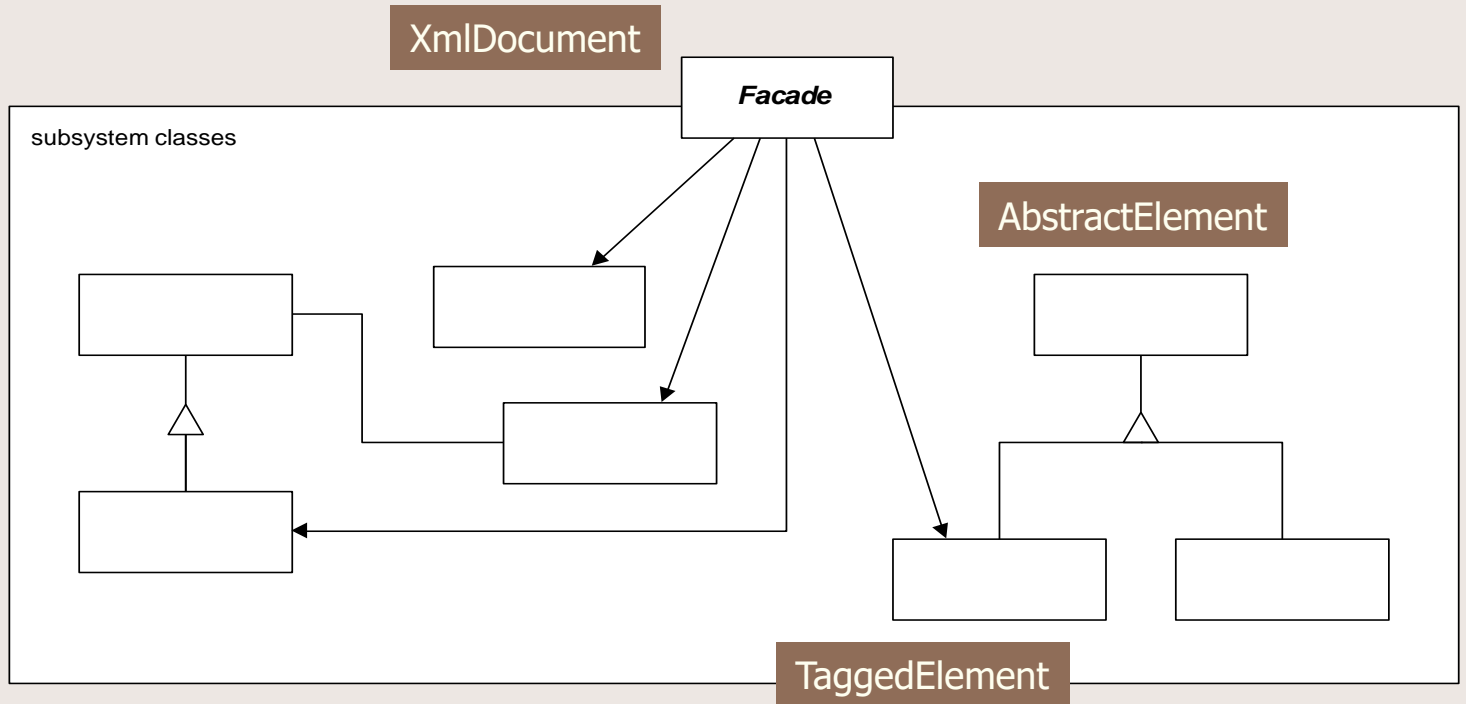 XmlDocument
Facade
subsystem classes
AbstractElement
TaggedElement